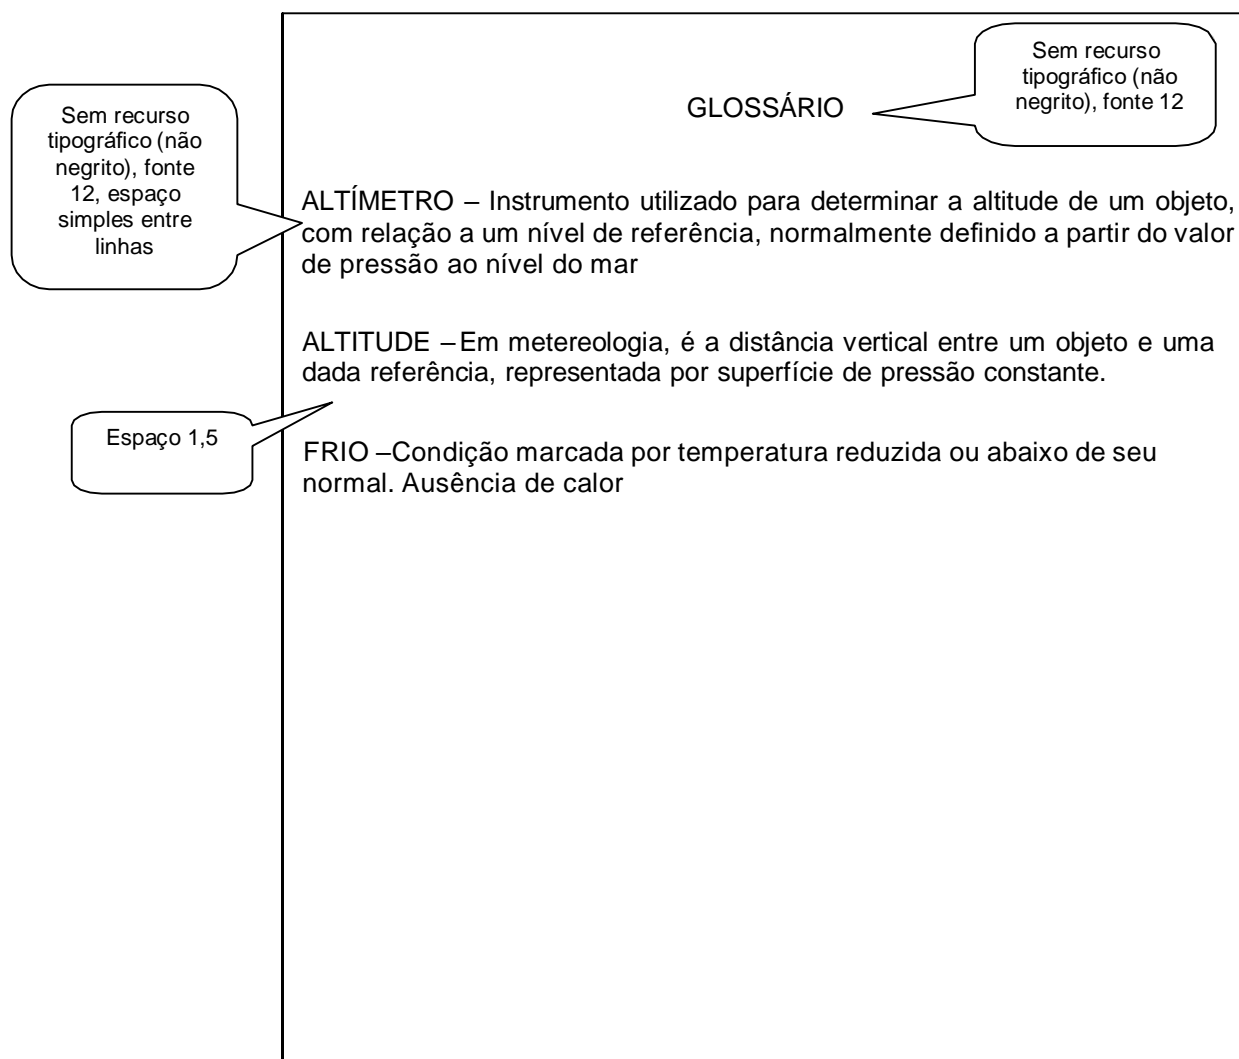 Sem recurso
tipográfico (não
negrito), fonte 12
GLOSSÁRIO
Sem recurso
tipográfico (não
negrito), fonte
12, espaço
simples entre
linhas
ALTÍMETRO – Instrumento utilizado para determinar a altitude de um objeto,
com relação a um nível de referência, normalmente definido a partir do valor
de pressão ao nível do mar
ALTITUDE – Em metereologia, é a distância vertical entre um objeto e uma
dada referência, representada por superfície de pressão constante.
Espaço 1,5
FRIO –Condição marcada por temperatura reduzida ou abaixo de seu
normal. Ausência de calor